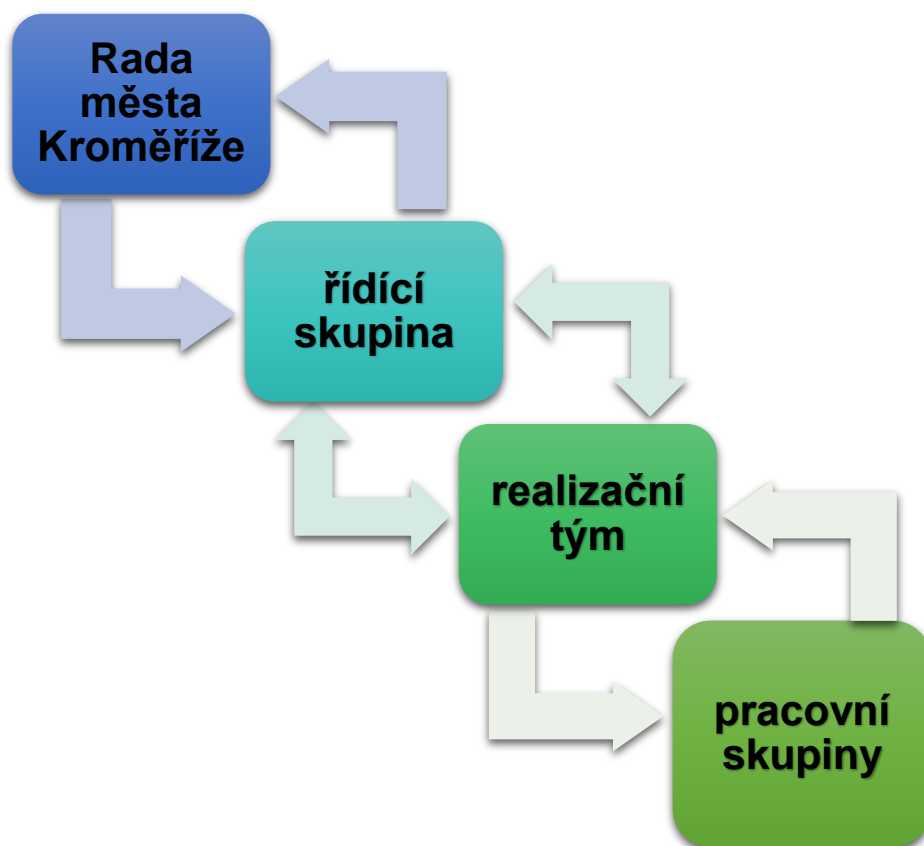 Rada
města
Kroměříže
řídící
skupina
realizační
tým
pracovní
skupiny